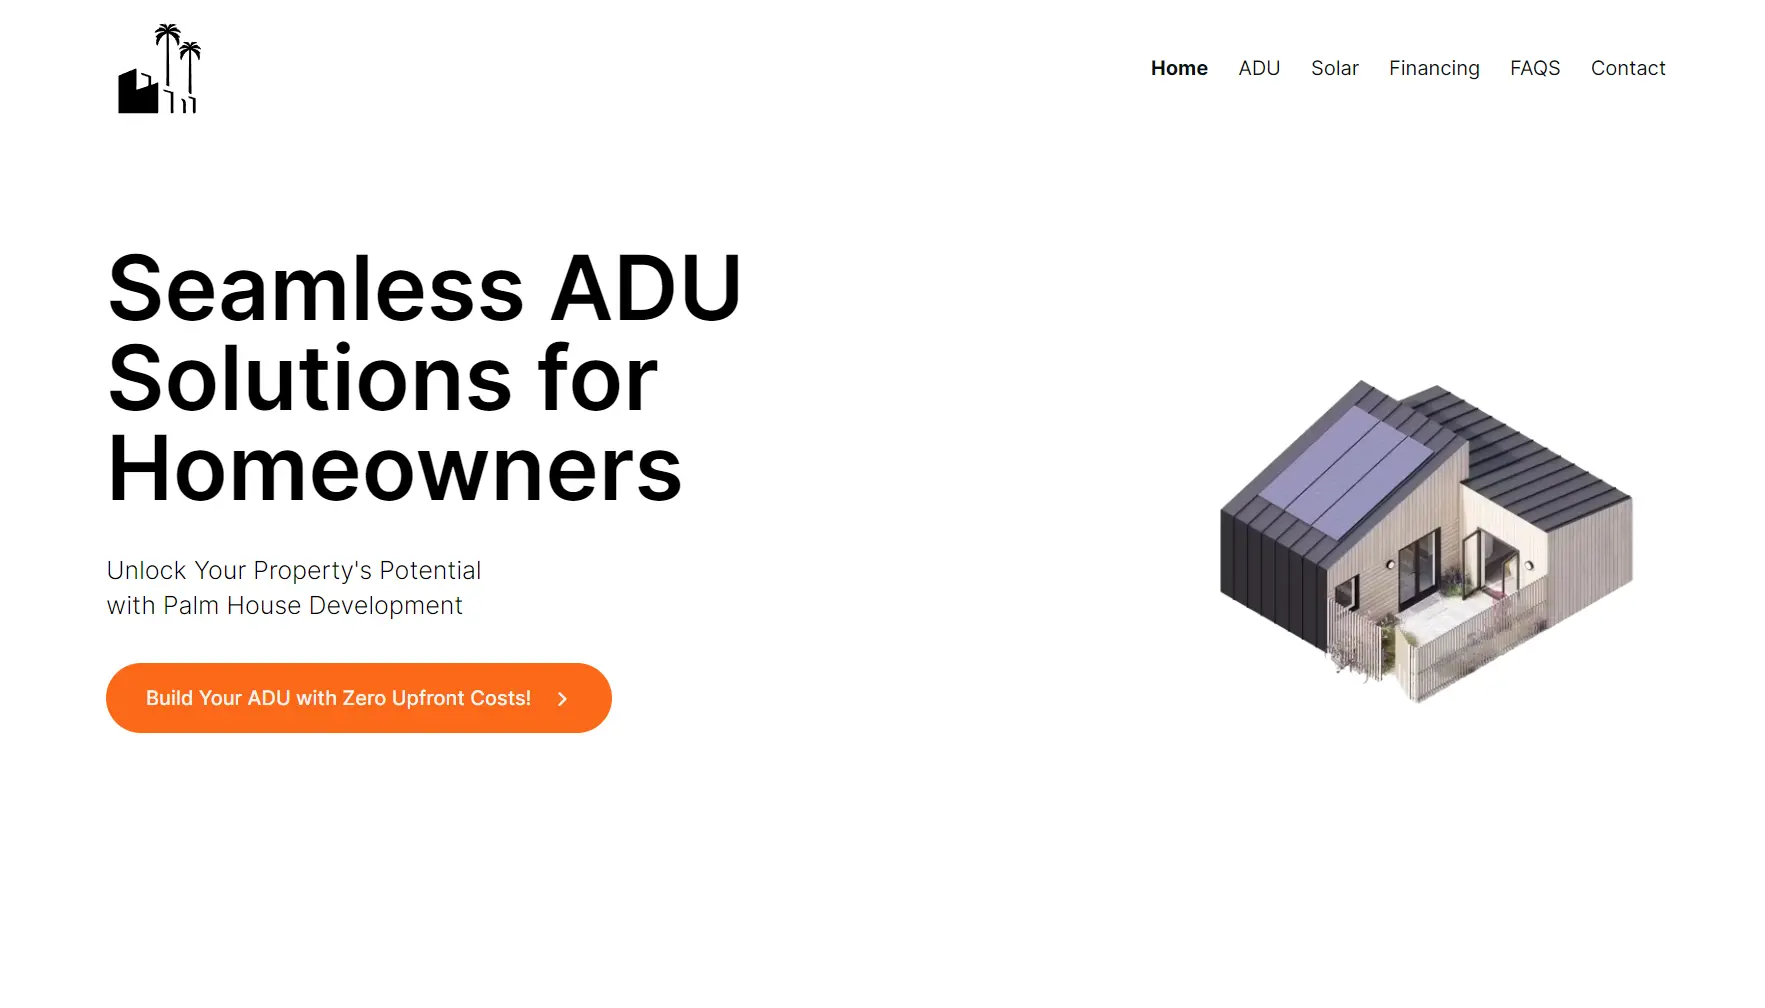 Home ADU Solar Financing FAQS Contact
Seamless ADU
Solutions for
Homeowners
Unlock Your Property's Potential
with Palm House Development
Build Your ADU with Zero Upfront Costs!